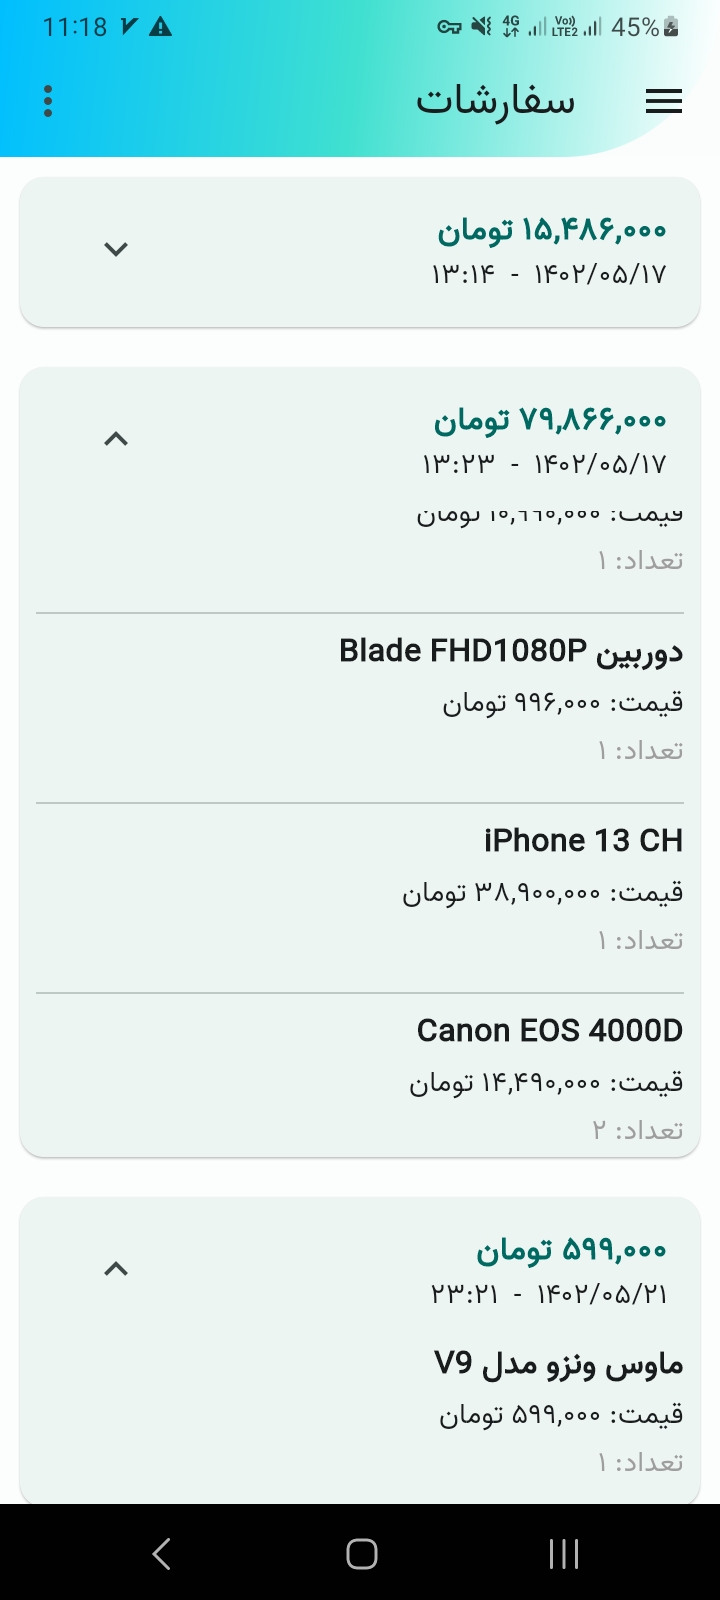 11:18
4G
Vo))
LTE2
45%
سفارشات
۱۵,۴۸۶,۰۰۰ تومان
۱۴۰۲/۰۵/۱۷ - ۱۳:۱۴
۷۹,۸۶۶,۰۰۰ تومان
۱۴۰۲/۰۵/۱۷ - ۱۳:۲۳
قیمت: تومان
تعداد: ۱
دوربین Blade FHD1080P
قیمت: ۹۹۶,۰۰۰ تومان
تعداد: ۱
iPhone 13 CH
قیمت: ۳۸,۹۰۰,۰۰۰ تومان
تعداد: ۱
Canon EOS 4000D
قیمت: ۱۴,۴۹۰,۰۰۰ تومان
تعداد: ۲
۵۹۹,۰۰۰ تومان
۱۴۰۲/۰۵/۲۱ - ۲۳:۲۱
ماوس ونزو مدل V9
قیمت: ۵۹۹,۰۰۰ تومان
تعداد: ۱